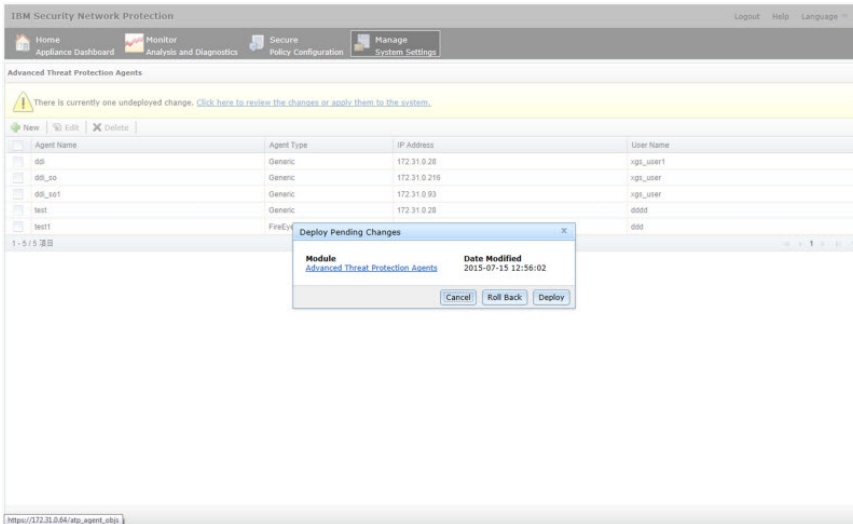 IBM Security Network Protection
Logout Help Language
Home
Appliance Dashboard
Monitor
Analysis and Diagnostics
Secure
Policy Configuration
Manage
System Settings
Advanced Threat Protection Agents
There is currently one undeployed change. Click here to review the changes or apply them to the system.
New Edit Delete
Agent Name Agent Type IP Address User Name
ddi Generic 172.31.0.28 xgs_user1
ddi_so Generic 172.31.0.216 xgs_user
ddi_so1 Generic 172.31.0.93 xgs_user
test Generic 172.31.0.28 dddd
test1 FireEye ddd
1 - 5 / 5 項目
1
Deploy Pending Changes x
Module Date Modified
Advanced Threat Protection Agents 2015-07-15 12:56:02
Cancel Roll Back Deploy
https://172.31.0.64/atp_agent_objs